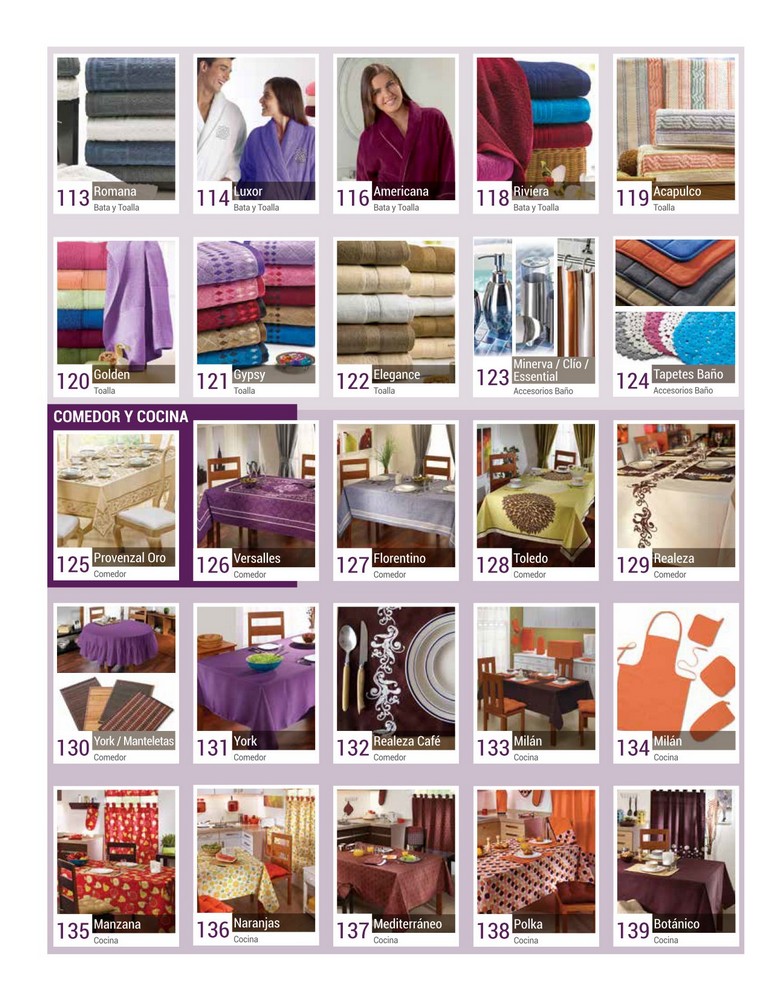 113 Romana
Bata y Toalla
114 Luxor
Bata y Toalla
116 Americana
Bata y Toalla
118 Riviera
Bata y Toalla
119 Acapulco
Toalla
120 Golden
Toalla
121 Gypsy
Toalla
122 Elegance
Toalla
123 Minerva / Clío /
Essential
Accesorios Baño
124 Tapetes Baño
Accesorios Baño
COMEDOR Y COCINA
125 Provenzal Oro
Comedor
126 Versalles
Comedor
127 Florentino
Comedor
128 Toledo
Comedor
129 Realeza
Comedor
130 York / Manteletas
Comedor
131 York
Comedor
132 Realeza Café
Comedor
133 Milán
Cocina
134 Milán
Cocina
135 Manzana
Cocina
136 Naranjas
Cocina
137 Mediterráneo
Cocina
138 Polka
Cocina
139 Botánico
Cocina